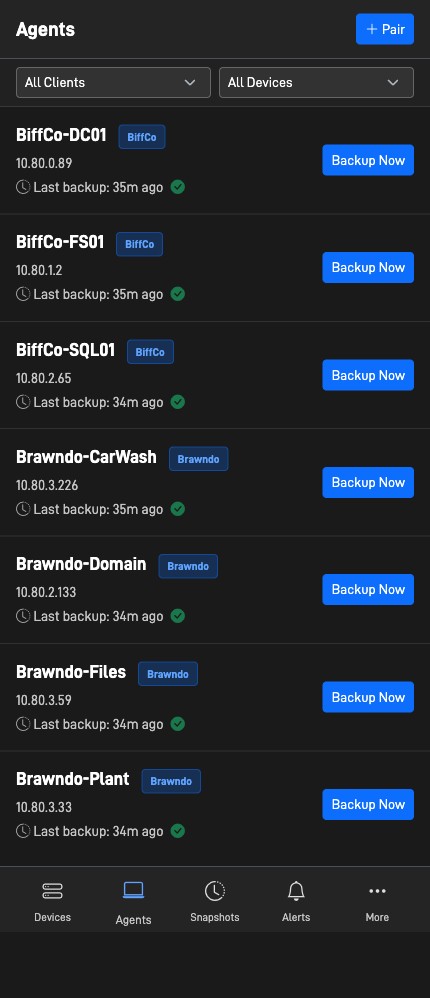 Agents
+ Pair
All Clients
All Devices
BiffCo-DC01 BiffCo
10.80.0.89
Last backup: 35m ago
Backup Now
BiffCo-FS01 BiffCo
10.80.1.2
Last backup: 35m ago
Backup Now
BiffCo-SQL01 BiffCo
10.80.2.65
Last backup: 34m ago
Backup Now
Brawndo-CarWash Brawndo
10.80.3.226
Last backup: 35m ago
Backup Now
Brawndo-Domain Brawndo
10.80.2.133
Last backup: 34m ago
Backup Now
Brawndo-Files Brawndo
10.80.3.59
Last backup: 34m ago
Backup Now
Brawndo-Plant Brawndo
10.80.3.33
Last backup: 34m ago
Backup Now
Devices
Agents
Snapshots
Alerts
More